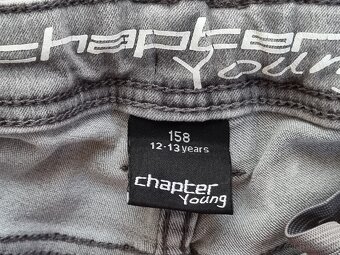 chapter
Young
158
12-13 years
chapter
young